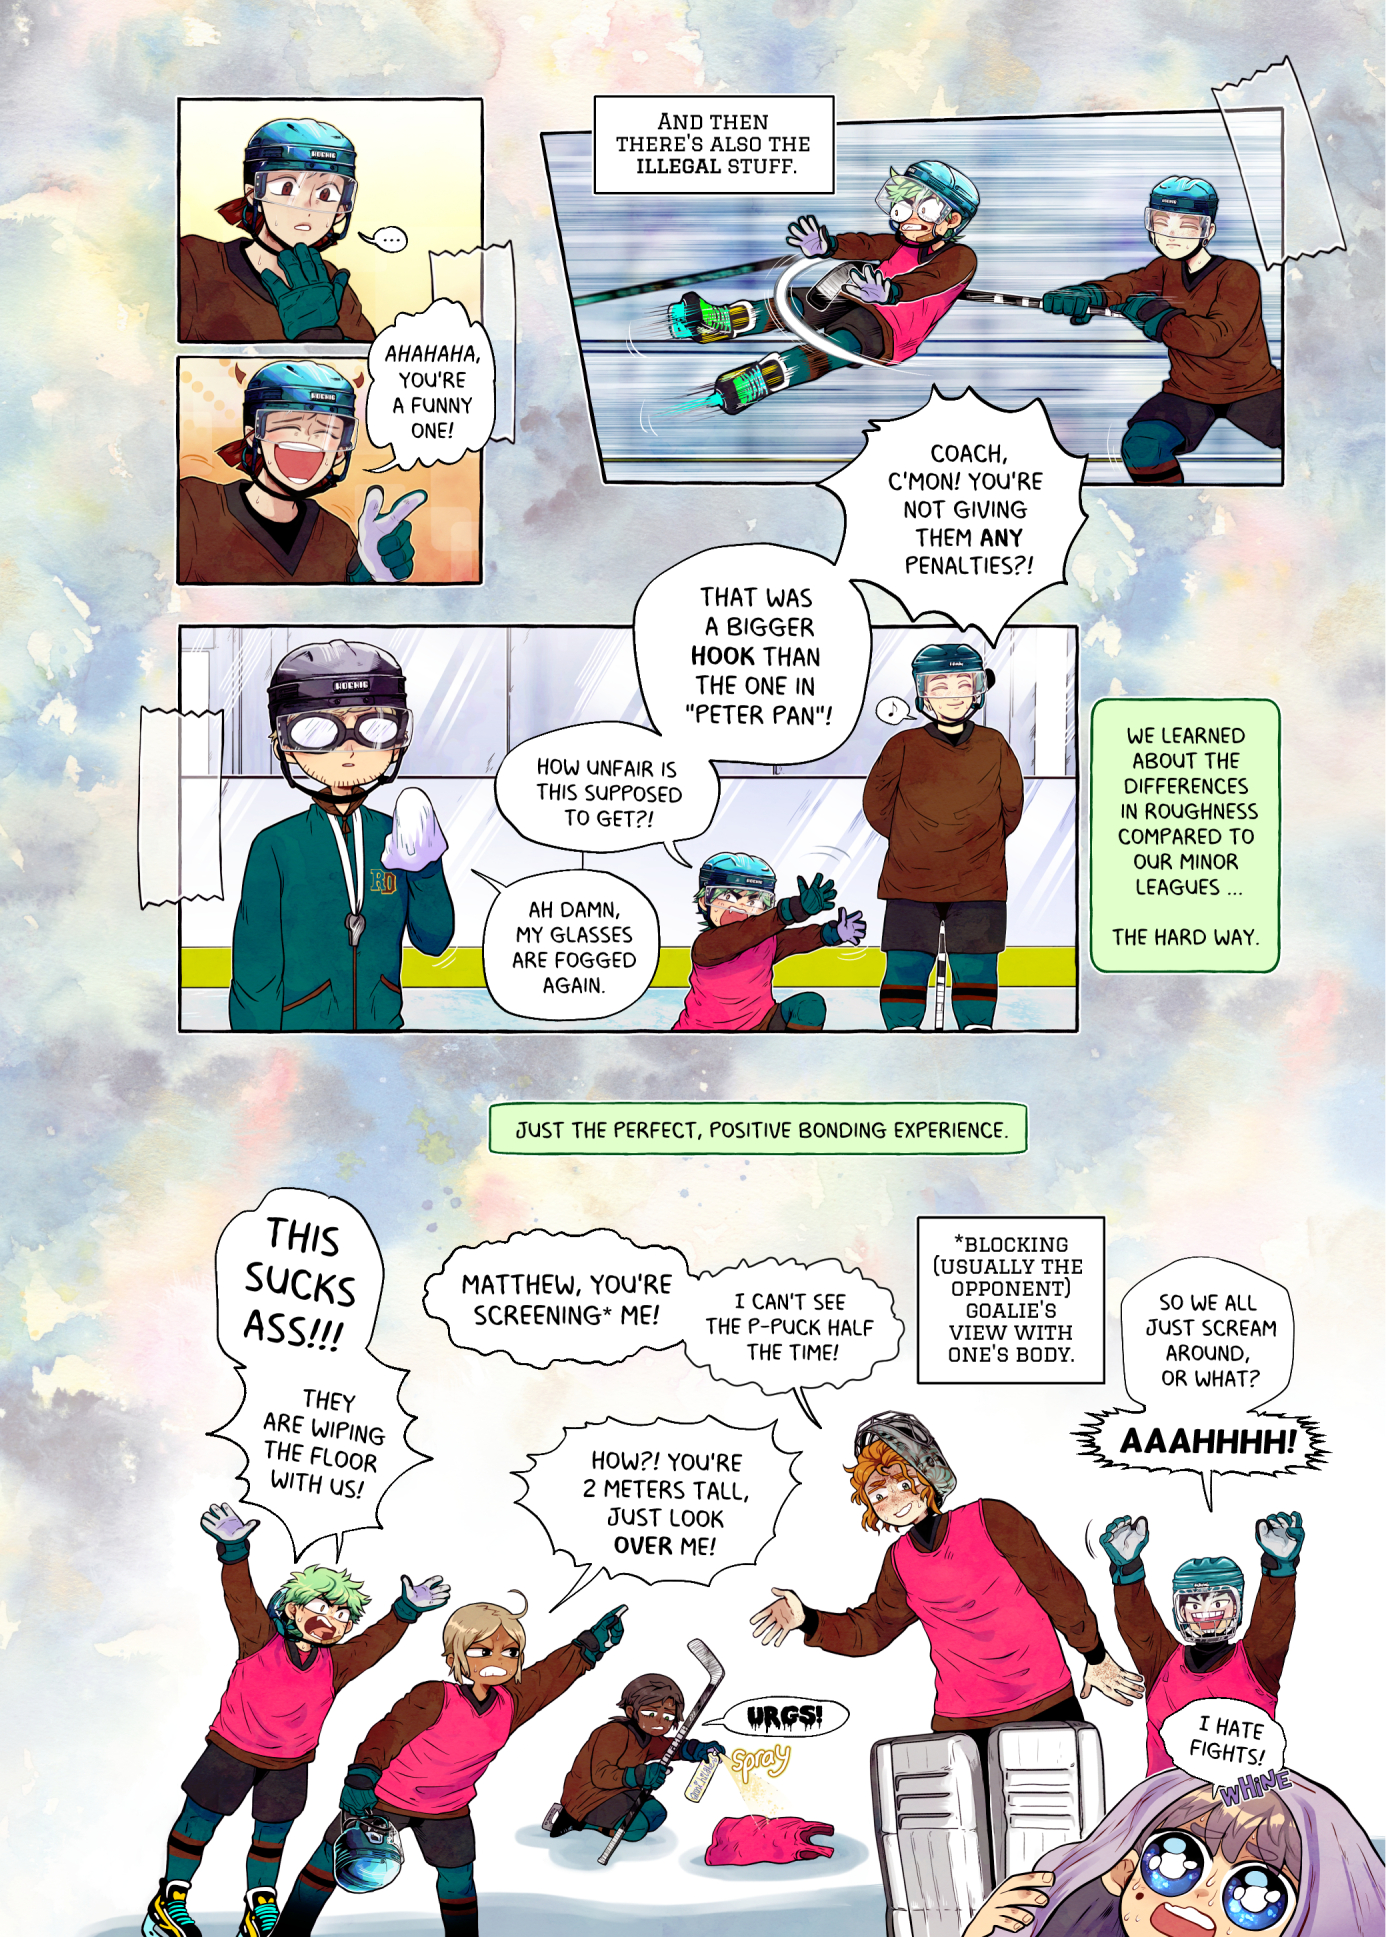 ...
AHAHAHA,
YOU'RE
A FUNNY
ONE!
AND THEN
THERE'S ALSO THE
ILLEGAL STUFF.
COACH,
C'MON! YOU'RE
NOT GIVING
THEM ANY
PENALTIES?!
THAT WAS
A BIGGER
HOOK THAN
THE ONE IN
"PETER PAN"!
HOW UNFAIR IS
THIS SUPPOSED
TO GET?!
AH DAMN,
MY GLASSES
ARE FOGGED
AGAIN.
RD
WE LEARNED
ABOUT THE
DIFFERENCES
IN ROUGHNESS
COMPARED TO
OUR MINOR
LEAGUES ...
THE HARD WAY.
JUST THE PERFECT, POSITIVE BONDING EXPERIENCE.
THIS
SUCKS
ASS!!!
THEY
ARE WIPING
THE FLOOR
WITH US!
MATTHEW, YOU'RE
SCREENING* ME!
I CAN'T SEE
THE P-PUCK HALF
THE TIME!
*BLOCKING
(USUALLY THE
OPPONENT)
GOALIE'S
VIEW WITH
ONE'S BODY.
HOW?! YOU'RE
2 METERS TALL,
JUST LOOK
OVER ME!
SO WE ALL
JUST SCREAM
AROUND,
OR WHAT?
AAAHHHH!
URGS!
spray
I HATE
FIGHTS!
WHINE